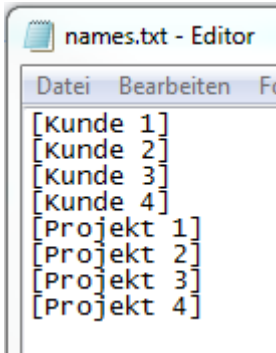 names.txt - Editor
Datei Bearbeiten
[Kunde 1]
[Kunde 2]
[Kunde 3]
[Kunde 4]
[Projekt 1]
[Projekt 2]
[Projekt 3]
[Projekt 4]